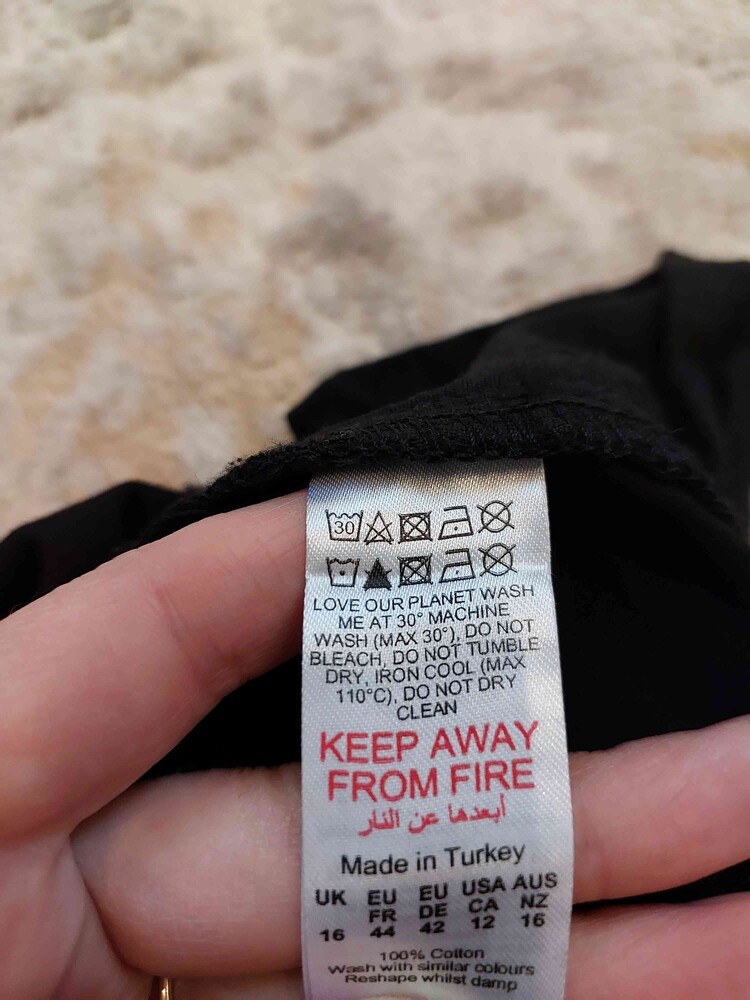 30
LOVE OUR PLANET WASH
ME AT 30° MACHINE
WASH (MAX 30°), DO NOT
BLEACH, DO NOT TUMBLE
DRY, IRON COOL (MAX
110°C), DO NOT DRY
CLEAN
KEEP AWAY
FROM FIRE
أبعدها عن النار
Made in Turkey
UK EU EU USA AUS
FR DE CA NZ
16 44 42 12 16
100% Cotton
Wash with similar colours
Reshape whilst damp